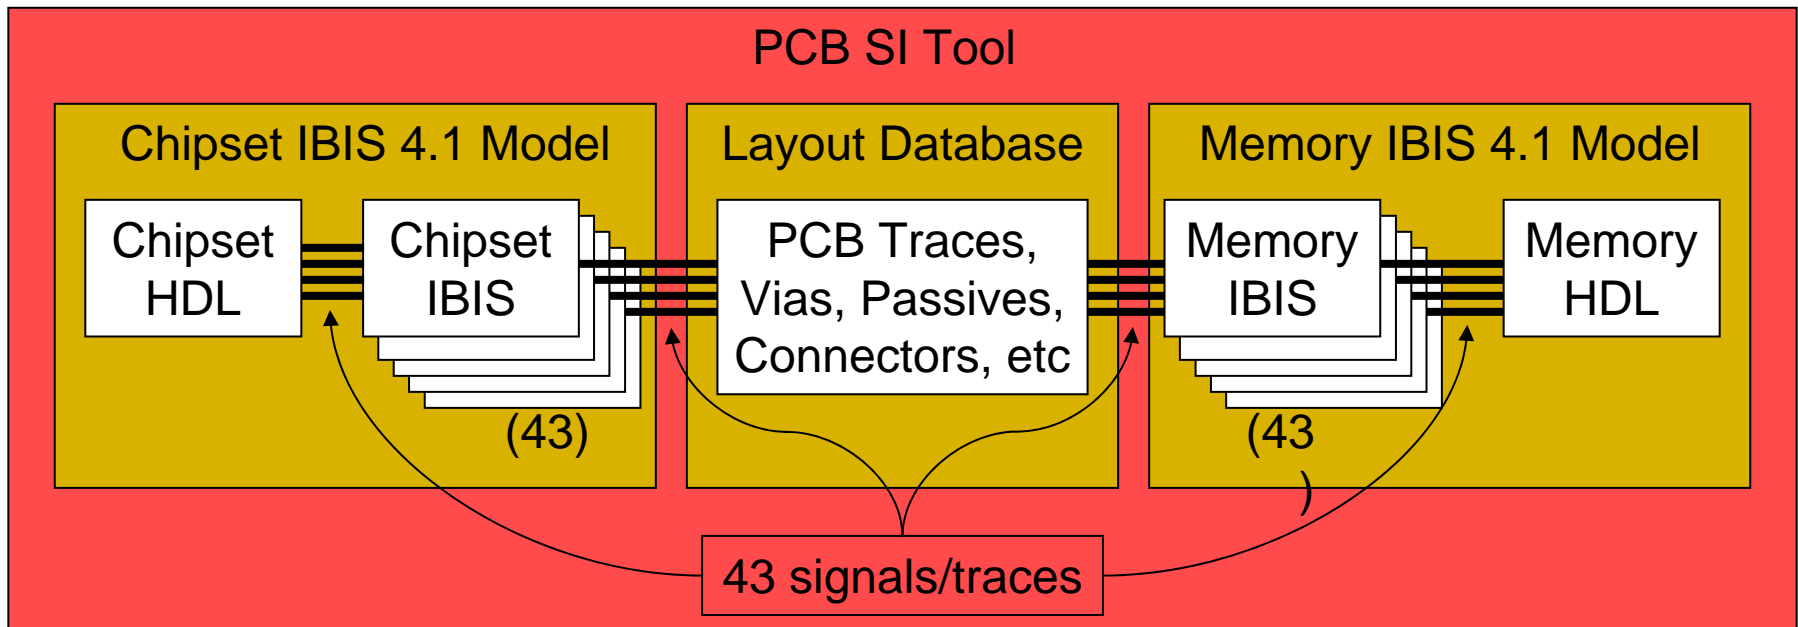 PCB SI Tool
Chipset IBIS 4.1 Model
Layout Database
Memory IBIS 4.1 Model
Chipset
HDL
Chipset
IBIS
PCB Traces,
Vias, Passives,
Connectors, etc
Memory
IBIS
Memory
HDL
(43)
(43
)
43 signals/traces